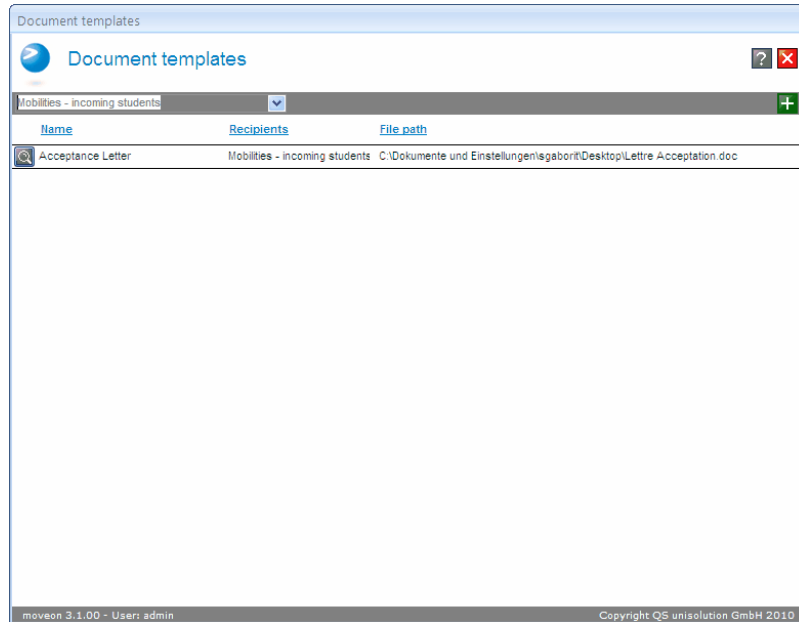 Document templates
Document templates
?
Mobilities - incoming students
Name Recipients File path
Acceptance Letter Mobilities - incoming students C:\Dokumente und Einstellungen\sgaborit\Desktop\Lettre Acceptation.doc
moveon 3.1.00 - User: admin Copyright QS unisolution GmbH 2010